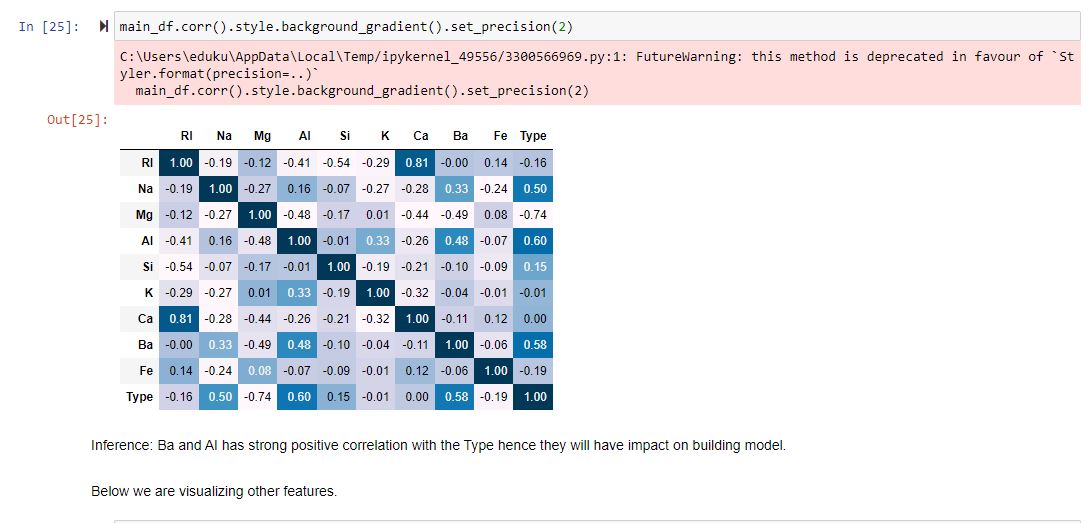 In [25]: main_df.corr().style.background_gradient().set_precision(2)
C:\Users\eduku\AppData\Local\Temp/ipykernel_49556/3300566969.py:1: FutureWarning: this method is deprecated in favour of `St
yler.format(precision=..)`
main_df.corr().style.background_gradient().set_precision(2)
Out[25]:
RI Na Mg Al Si K Ca Ba Fe Type
RI 1.00 -0.19 -0.12 -0.41 -0.54 -0.29 0.81 -0.00 0.14 -0.16
Na -0.19 1.00 -0.27 0.16 -0.07 -0.27 -0.28 0.33 -0.24 0.50
Mg -0.12 -0.27 1.00 -0.48 -0.17 0.01 -0.44 -0.49 0.08 -0.74
Al -0.41 0.16 -0.48 1.00 -0.01 0.33 -0.26 0.48 -0.07 0.60
Si -0.54 -0.07 -0.17 -0.01 1.00 -0.19 -0.21 -0.10 -0.09 0.15
K -0.29 -0.27 0.01 0.33 -0.19 1.00 -0.32 -0.04 -0.01 -0.01
Ca 0.81 -0.28 -0.44 -0.26 -0.21 -0.32 1.00 -0.11 0.12 0.00
Ba -0.00 0.33 -0.49 0.48 -0.10 -0.04 -0.11 1.00 -0.06 0.58
Fe 0.14 -0.24 0.08 -0.07 -0.09 -0.01 0.12 -0.06 1.00 -0.19
Type -0.16 0.50 -0.74 0.60 0.15 -0.01 0.00 0.58 -0.19 1.00
Inference: Ba and Al has strong positive correlation with the Type hence they will have impact on building model.
Below we are visualizing other features.